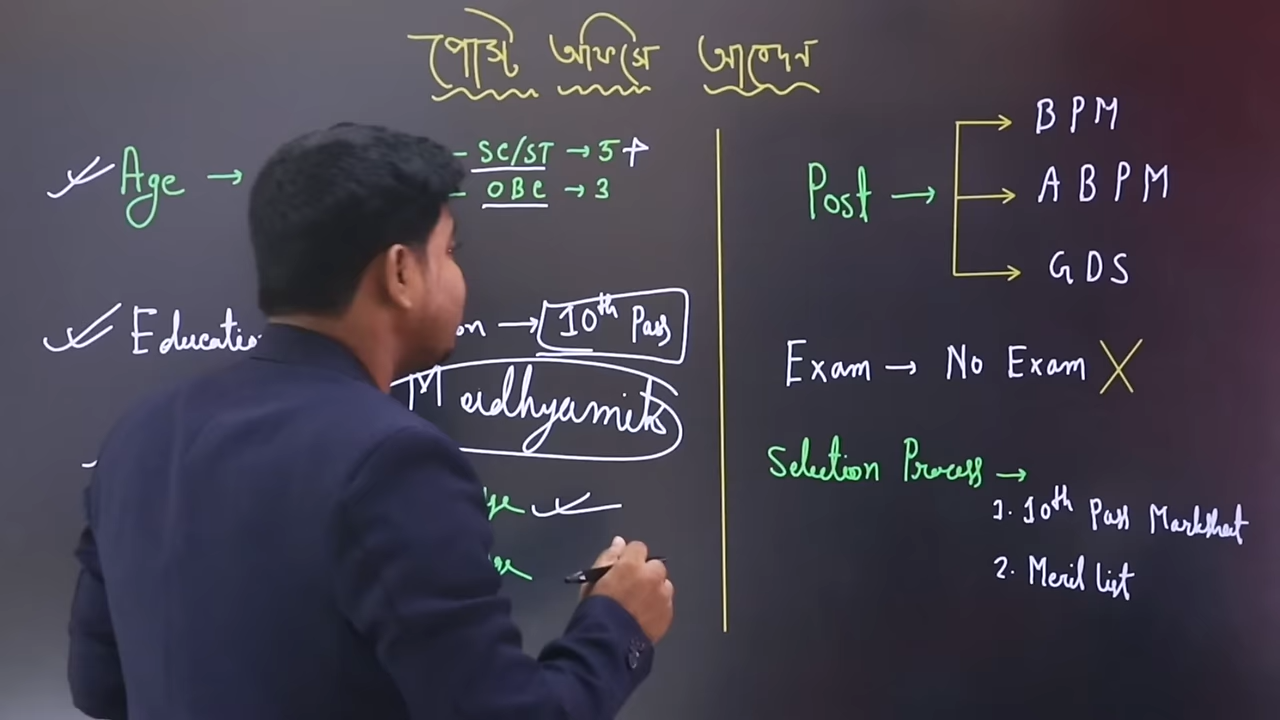 পোস্ট অফিসে আবেদন
Age →
– SC/ST → 5 +
– OBC → 3
Education → 10th Pass
Madhyamik
Post → BPM
ABPM
GDS
Exam → No Exam X
Selection Process →
1. 10th Pass Marksheet
2. Merit list